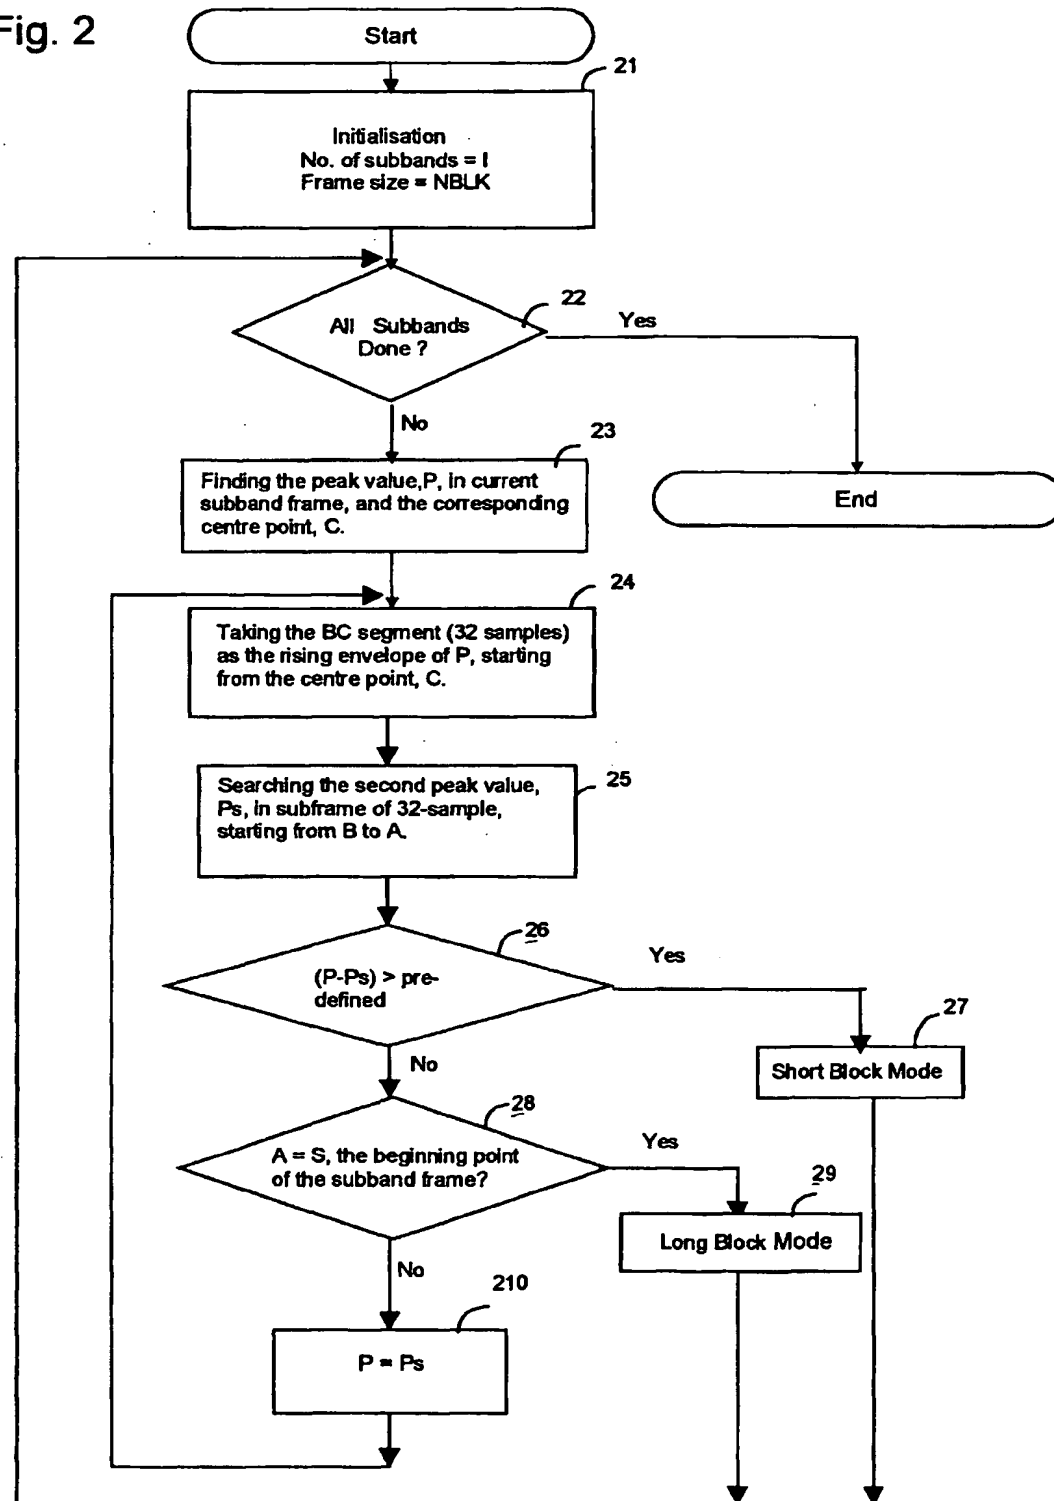 Fig. 2
Start
21
Initialisation
No. of subbands = I
Frame size = NBLK
22
All Subbands
Done ?
Yes
No
23
Finding the peak value,P, in current
subband frame, and the corresponding
centre point, C.
End
24
Taking the BC segment (32 samples)
as the rising envelope of P, starting
from the centre point, C.
25
Searching the second peak value,
Ps, in subframe of 32-sample,
starting from B to A.
26
(P-Ps) > pre-
defined
Yes
27
Short Block Mode
No
28
A = S, the beginning point
of the subband frame?
Yes
29
Long Block Mode
No
210
P = Ps